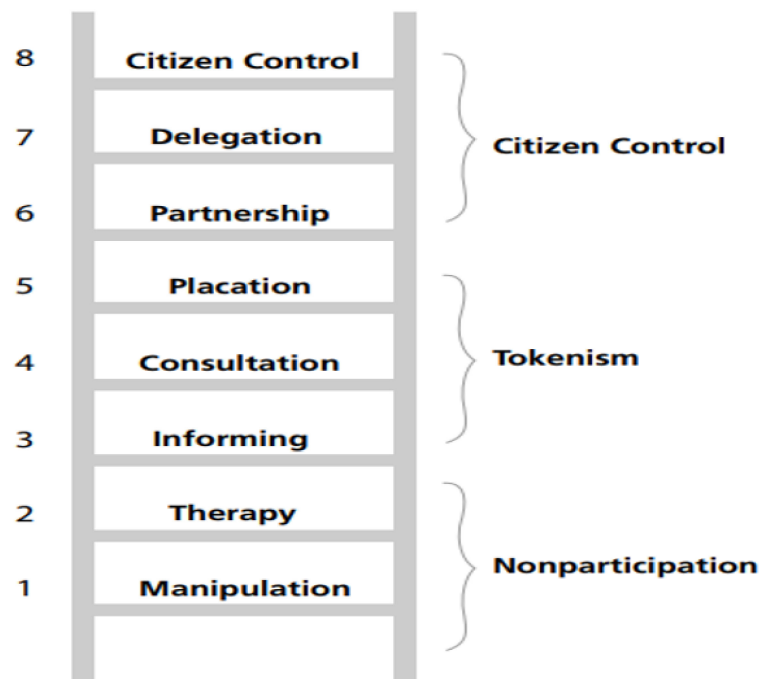 8 Citizen Control
7 Delegation
Citizen Control
6 Partnership
5 Placation
4 Consultation
Tokenism
3 Informing
2 Therapy
Nonparticipation
1 Manipulation